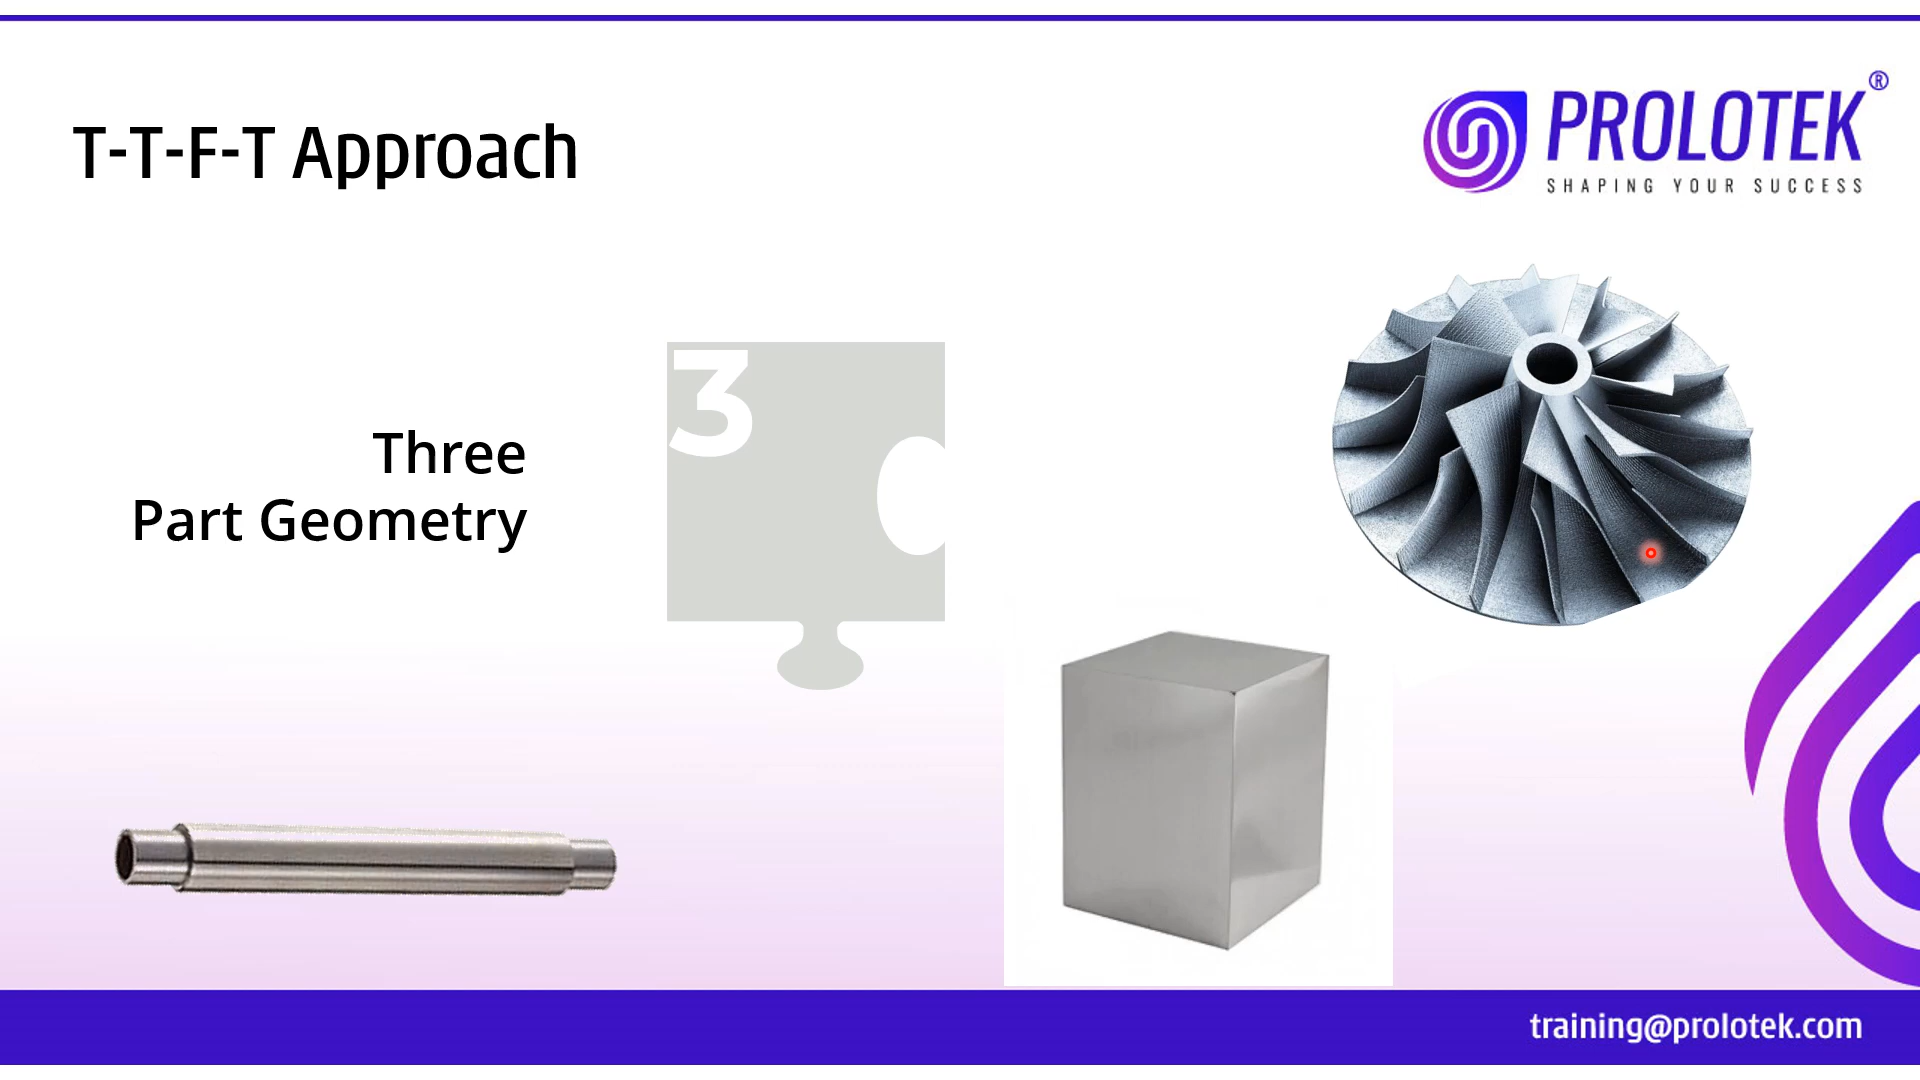 T-T-F-T Approach
PROLOTEK®
SHAPING YOUR SUCCESS
3
Three
Part Geometry
training@prolotek.com